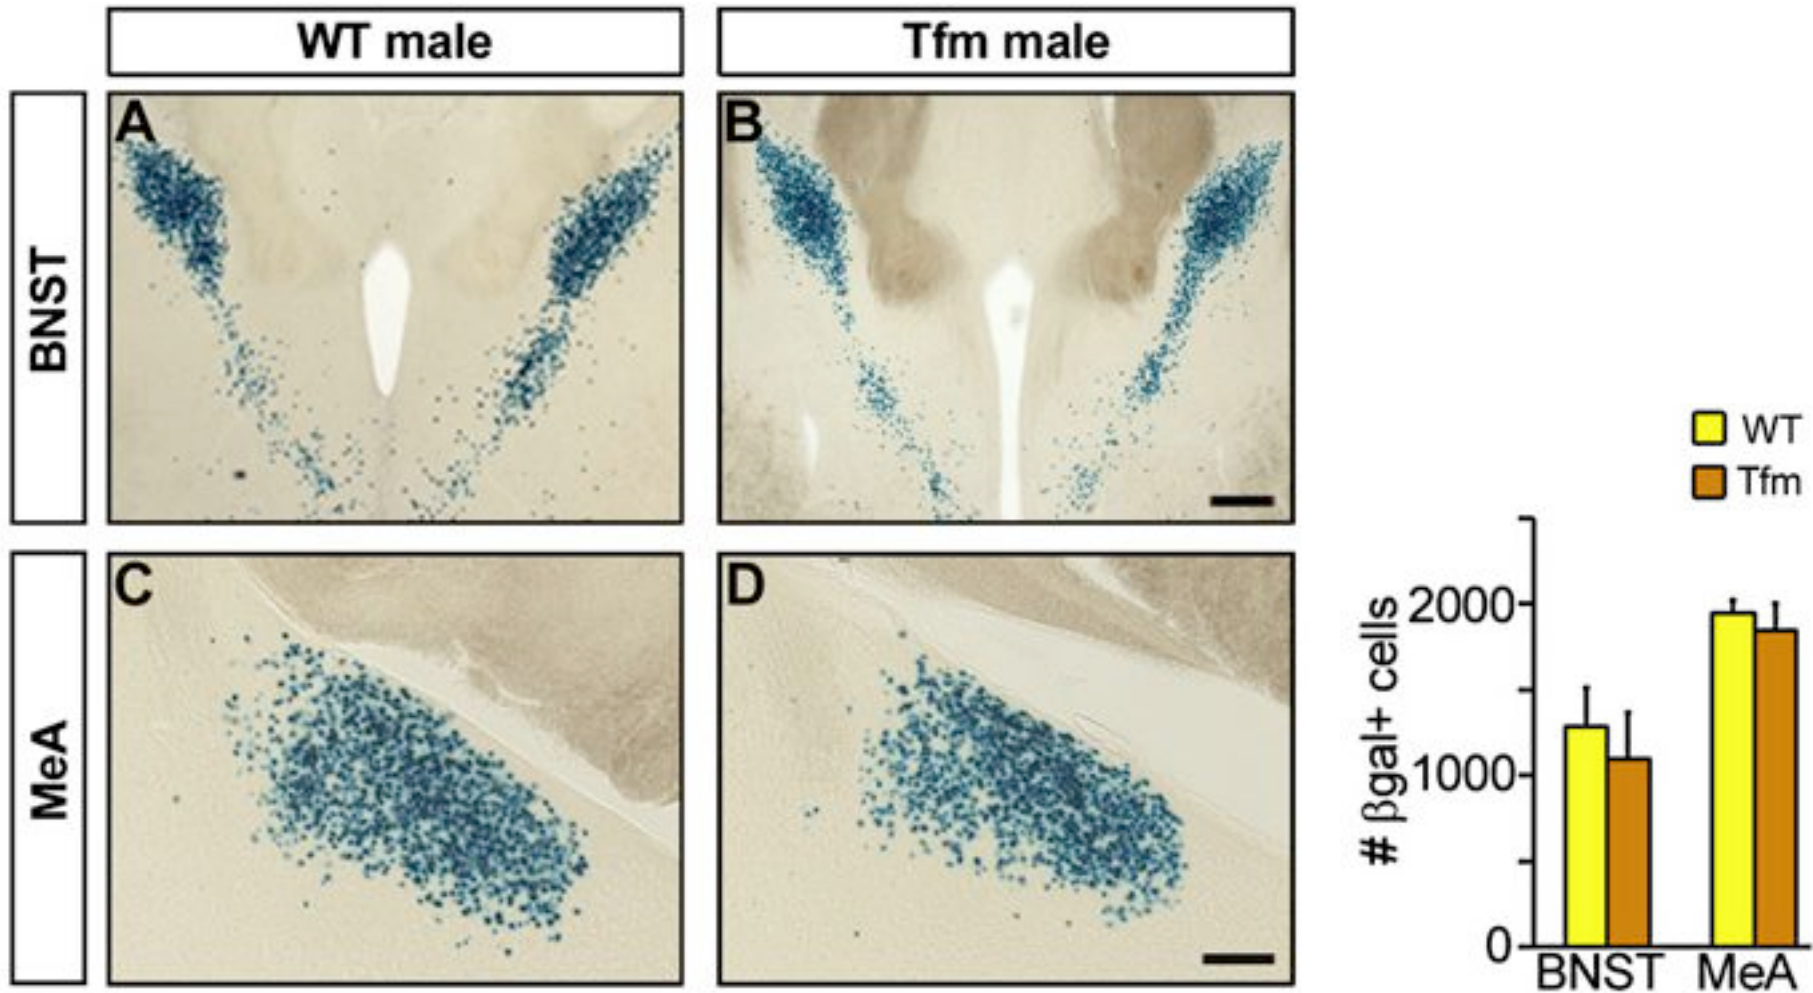 WT male
Tfm male
BNST
A
B
MeA
C
D
WT
Tfm
# βgal+ cells
2000
1000
0
BNST
MeA